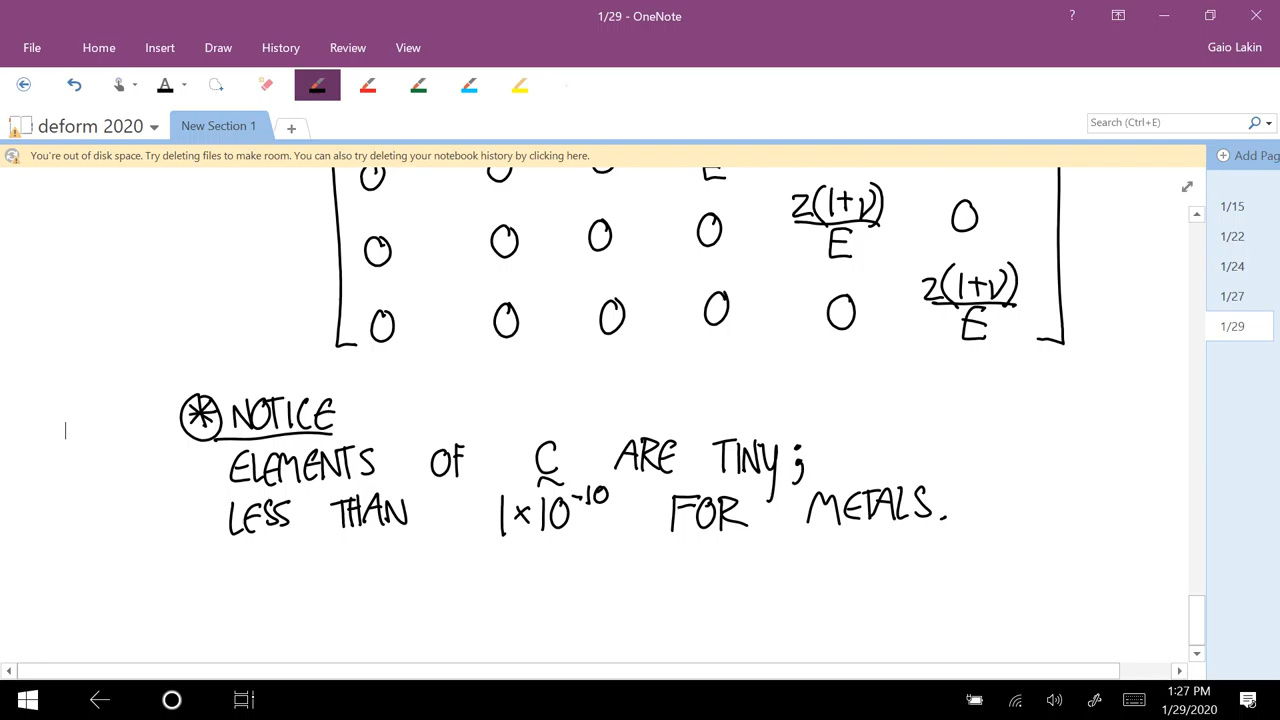 1/29 - OneNote
?
File Home Insert Draw History Review View Gaio Lakin
A
deform 2020 New Section 1 + Search (Ctrl+E)
You're out of disk space. Try deleting files to make room. You can also try deleting your notebook history by clicking here.
Add Pag
1/15
1/22
1/24
1/27
1/29
0 0 0 E
0 0 0 0 2(1+ν)/E 0
0 0 0 0 0 2(1+ν)/E
* NOTICE
ELEMENTS OF C ARE TINY;
~
LESS THAN 1×10⁻¹⁰ FOR METALS.
1:27 PM
1/29/2020